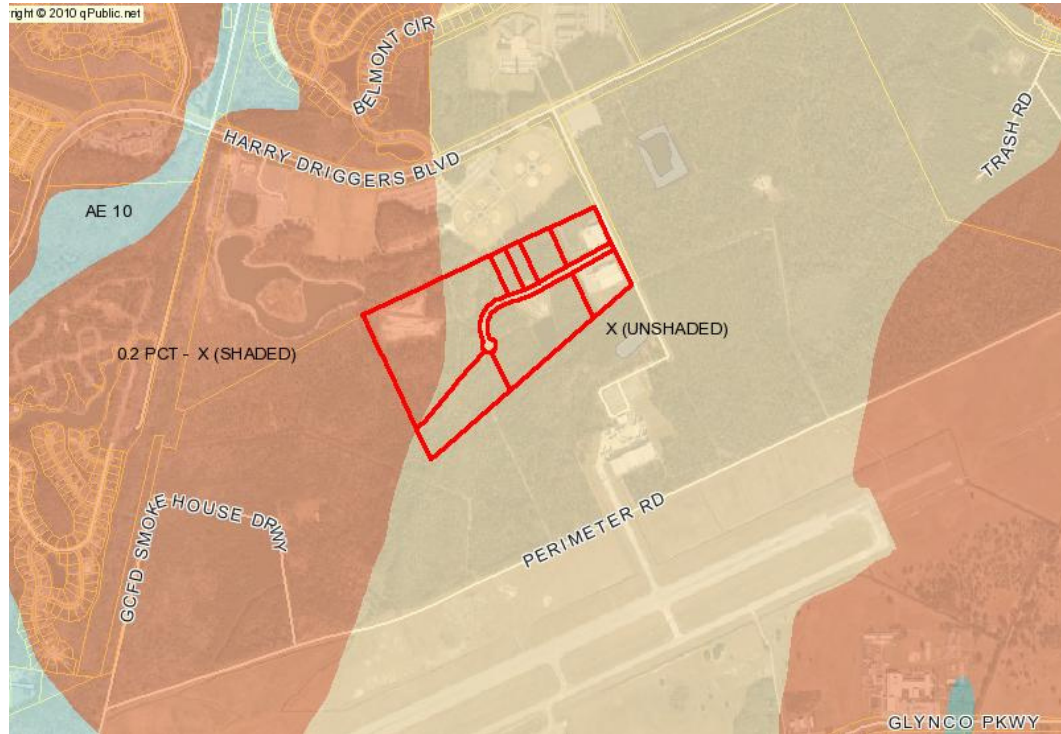 right © 2010 qPublic.net
BELMONT CIR
HARRY DRIGGERS BLVD
TRASH RD
AE 10
X (UNSHADED)
0.2 PCT - X (SHADED)
GCFD SMOKE HOUSE DRWY
PERIMETER RD
GLYNCO PKWY